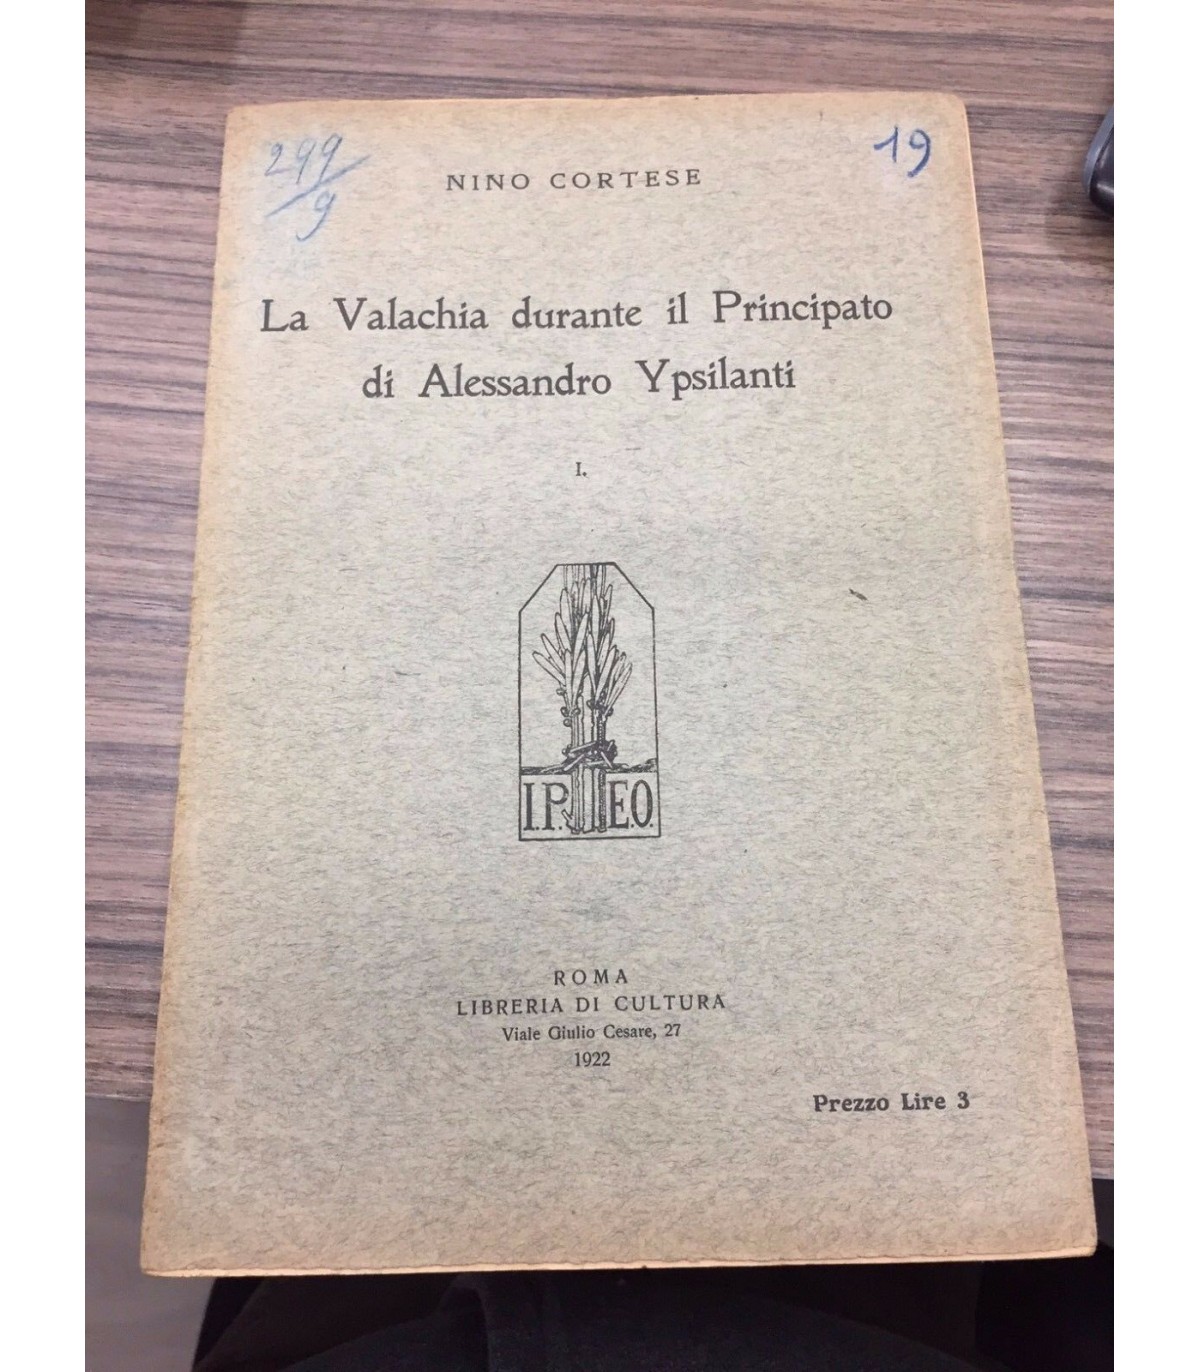 299/9
19
NINO CORTESE
La Valachia durante il Principato
di Alessandro Ypsilanti
I.
I.P.E.O.
ROMA
LIBRERIA DI CULTURA
Viale Giulio Cesare, 27
1922
Prezzo Lire 3